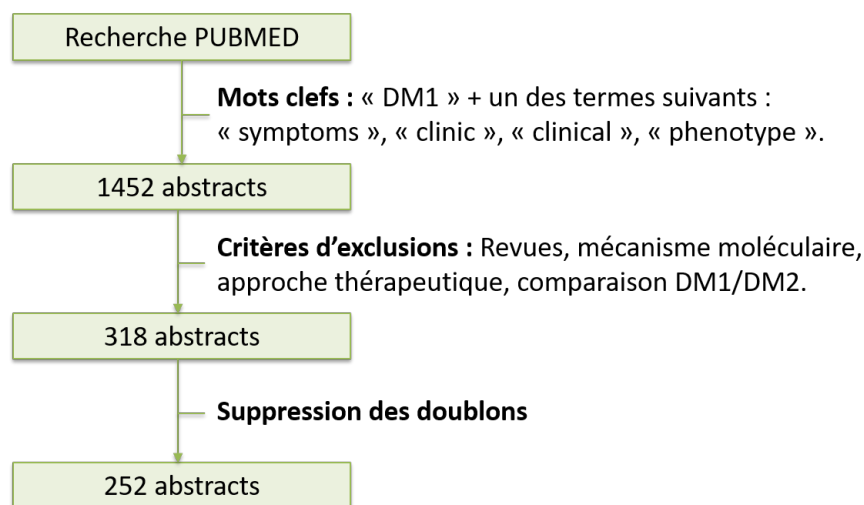 Recherche PUBMED
Mots clefs : « DM1 » + un des termes suivants :
« symptoms », « clinic », « clinical », « phenotype ».
1452 abstracts
Critères d’exclusions : Revues, mécanisme moléculaire,
approche thérapeutique, comparaison DM1/DM2.
318 abstracts
Suppression des doublons
252 abstracts